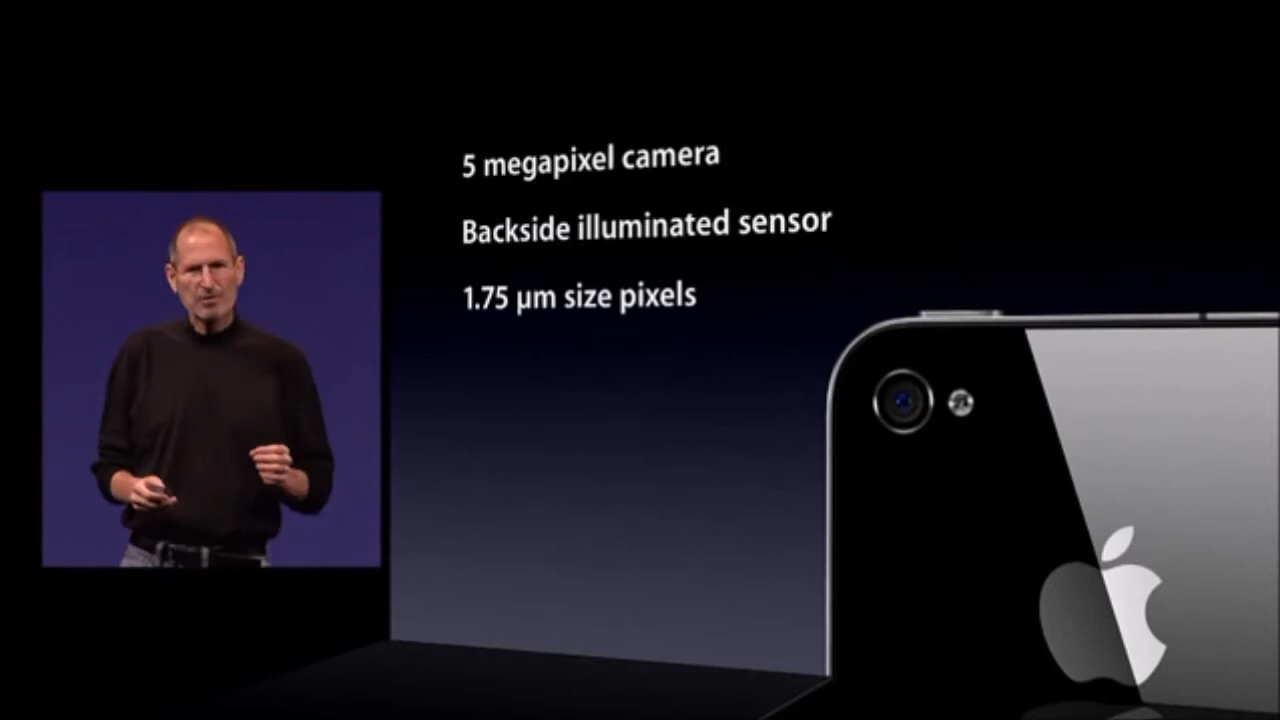 5 megapixel camera
Backside illuminated sensor
1.75 µm size pixels